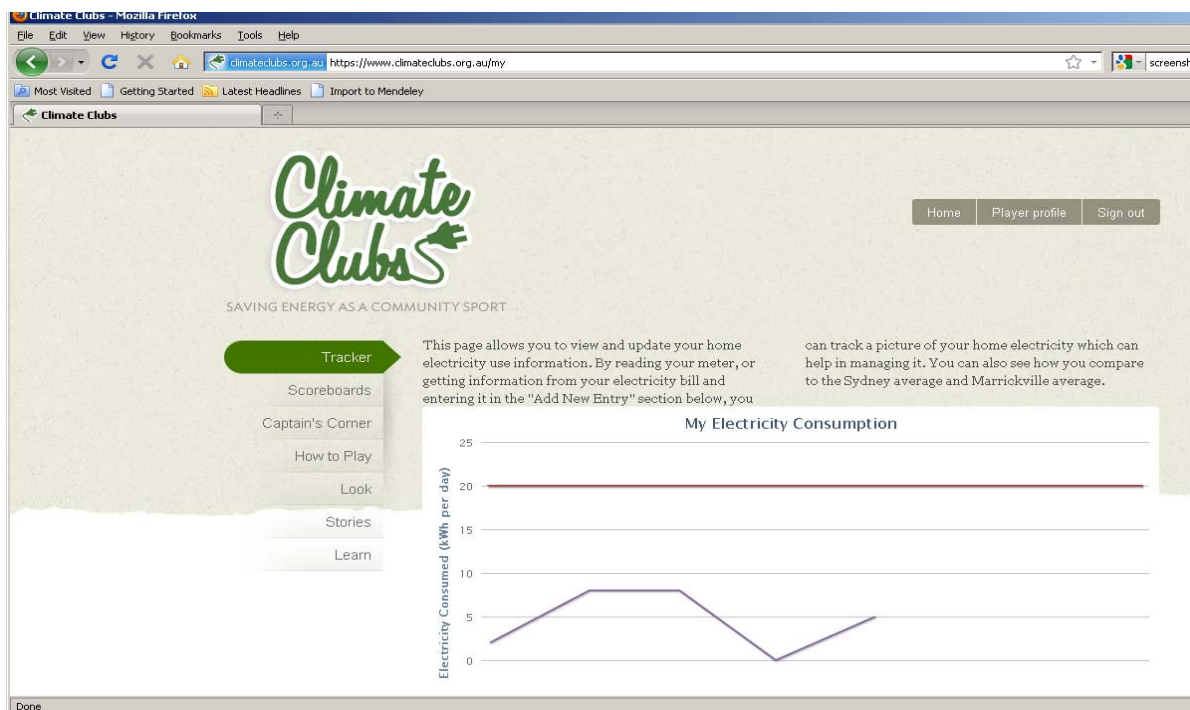 Climate Clubs - Mozilla Firefox
File Edit View History Bookmarks Tools Help
climateclubs.org.au https://www.climateclubs.org.au/my
screensh
Most Visited Getting Started Latest Headlines Import to Mendeley
Climate Clubs
Climate
Clubs
Home Player profile Sign out
SAVING ENERGY AS A COMMUNITY SPORT
Tracker
Scoreboards
Captain's Corner
How to Play
Look
Stories
Learn
This page allows you to view and update your home
electricity use information. By reading your meter, or
getting information from your electricity bill and
entering it in the "Add New Entry" section below, you
can track a picture of your home electricity which can
help in managing it. You can also see how you compare
to the Sydney average and Marrickville average.
My Electricity Consumption
Electricity Consumed (kWh per day)
25
20
15
10
5
0
Done